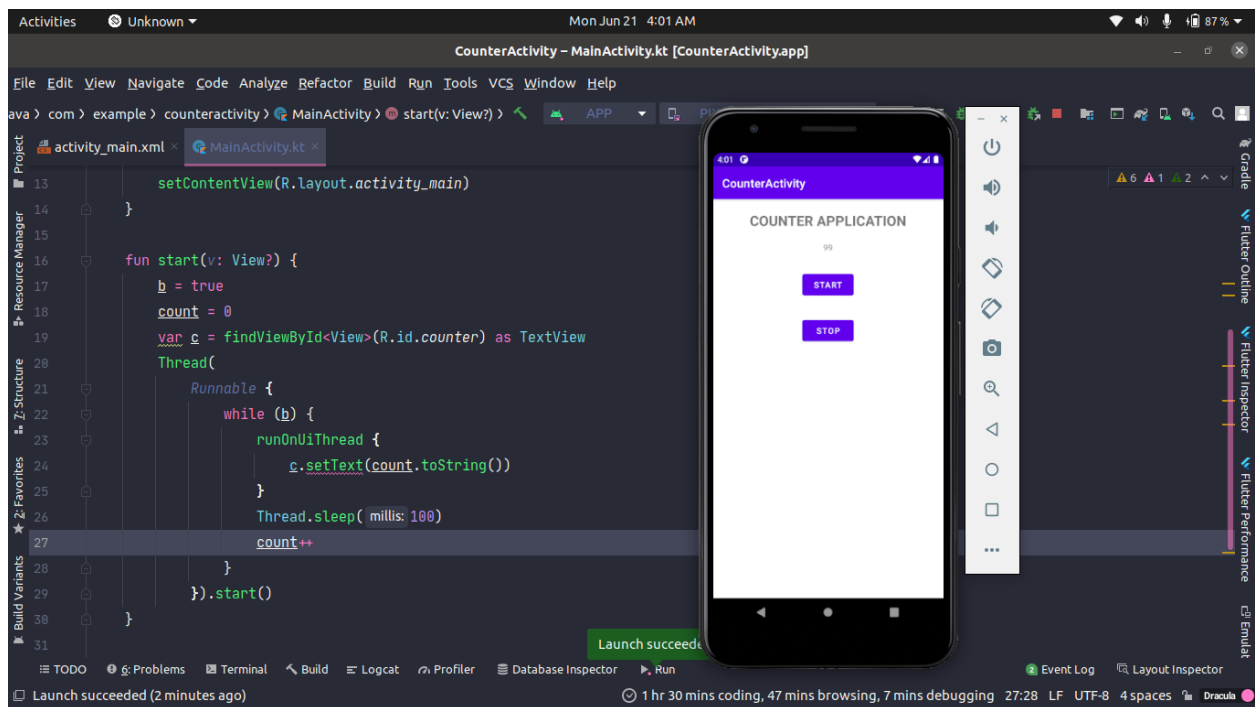 Activities Unknown Mon Jun 21 4:01 AM 87 %
CounterActivity – MainActivity.kt [CounterActivity.app]
File Edit View Navigate Code Analyze Refactor Build Run Tools VCS Window Help
ava com example counteractivity MainActivity start(v: View?) APP
activity_main.xml MainActivity.kt
6 1 2
13 setContentView(R.layout.activity_main)
14 }
15
16 fun start(v: View?) {
17 b = true
18 count = 0
19 var c = findViewById<View>(R.id.counter) as TextView
20 Thread(
21 Runnable {
22 while (b) {
23 runOnUiThread {
24 c.setText(count.toString())
25 }
26 Thread.sleep( millis: 100)
27 count++
28 }
29 }).start()
30 }
31
Project
Resource Manager
7: Structure
2: Favorites
Build Variants
4:01
CounterActivity
COUNTER APPLICATION
99
START
STOP
Gradle
Flutter Outline
Flutter Inspector
Flutter Performance
Emulat
Launch succeede
TODO 6: Problems Terminal Build Logcat Profiler Database Inspector Run 2 Event Log Layout Inspector
Launch succeeded (2 minutes ago) 1 hr 30 mins coding, 47 mins browsing, 7 mins debugging 27:28 LF UTF-8 4 spaces Dracula